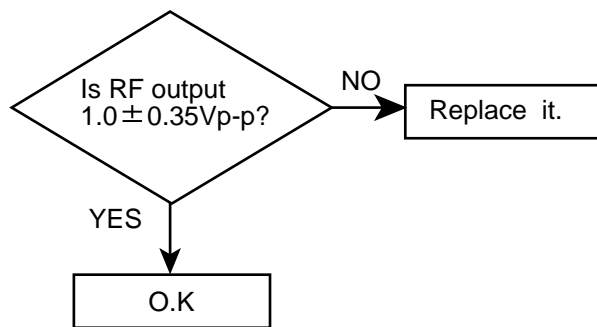 Is RF output
1.0±0.35Vp-p?
NO
Replace it.
YES
O.K